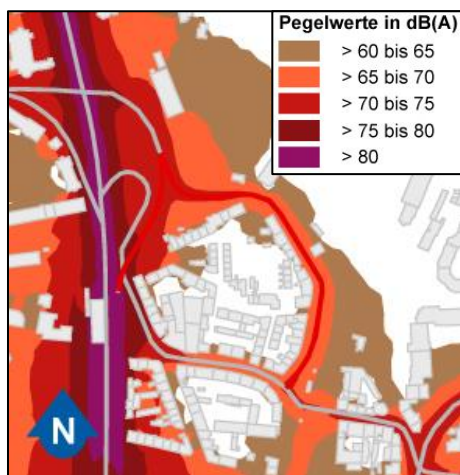 Pegelwerte in dB(A)
> 60 bis 65
> 65 bis 70
> 70 bis 75
> 75 bis 80
> 80
N